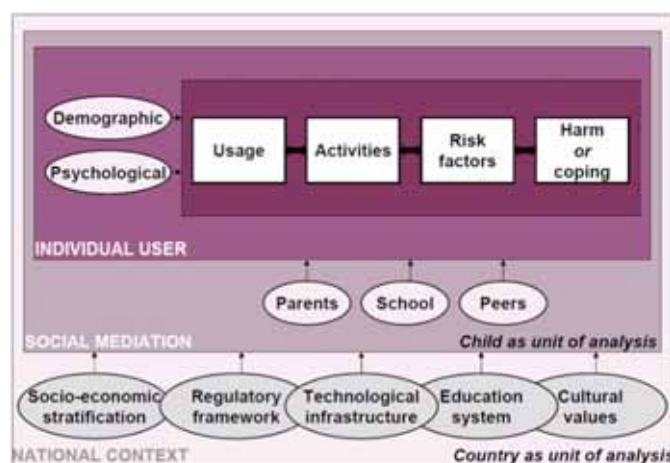 Demographic
Psychological
Usage
Activities
Risk
factors
Harm
or
coping
INDIVIDUAL USER
Parents
School
Peers
SOCIAL MEDIATION
Child as unit of analysis
Socio-economic
stratification
Regulatory
framework
Technological
infrastructure
Education
system
Cultural
values
NATIONAL CONTEXT
Country as unit of analysis